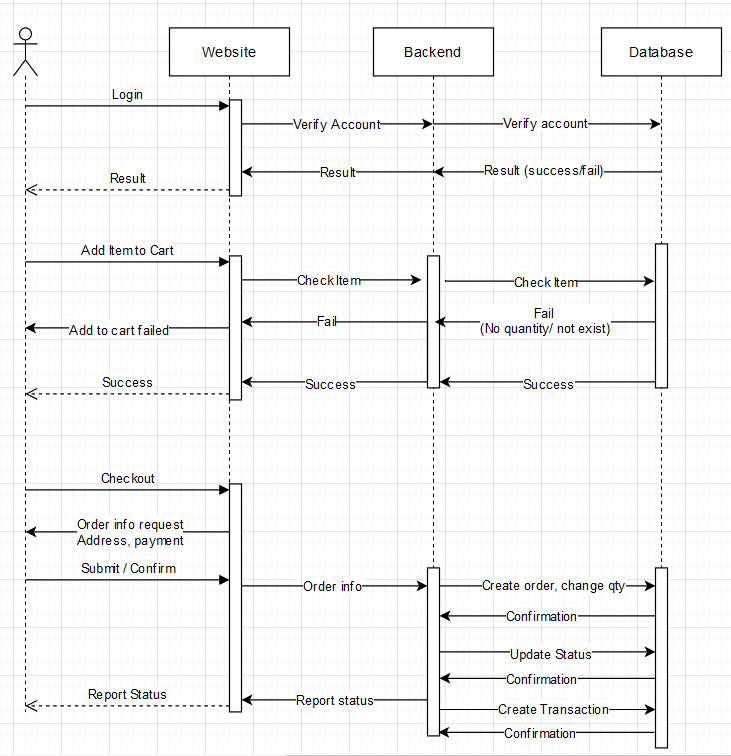 Website
Backend
Database
Login
Verify Account
Verify account
Result
Result
Result (success/fail)
Add Item to Cart
Check Item
Check Item
Add to cart failed
Fail
Fail
(No quantity/ not exist)
Success
Success
Success
Checkout
Order info request
Address, payment
Submit / Confirm
Order info
Create order, change qty
Confirmation
Update Status
Confirmation
Report Status
Report status
Create Transaction
Confirmation